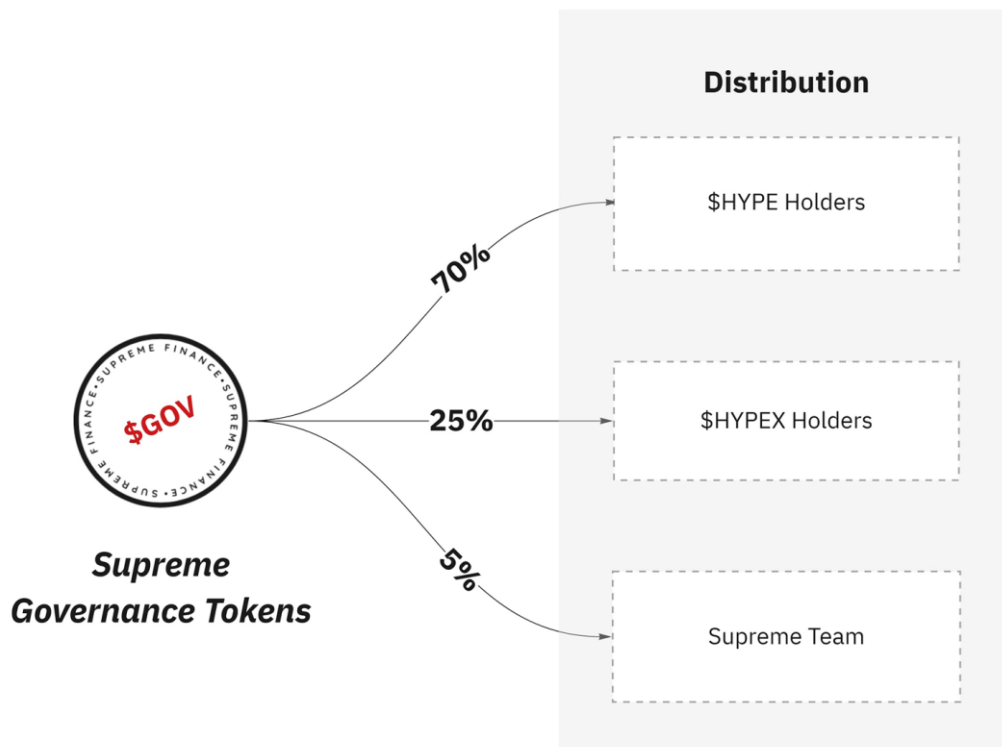 Distribution
$HYPE Holders
70%
SUPREME FINANCE•SUPREME FINANCE•SUPREME FINANCE•
$GOV
25%
$HYPEX Holders
Supreme
Governance Tokens
5%
Supreme Team